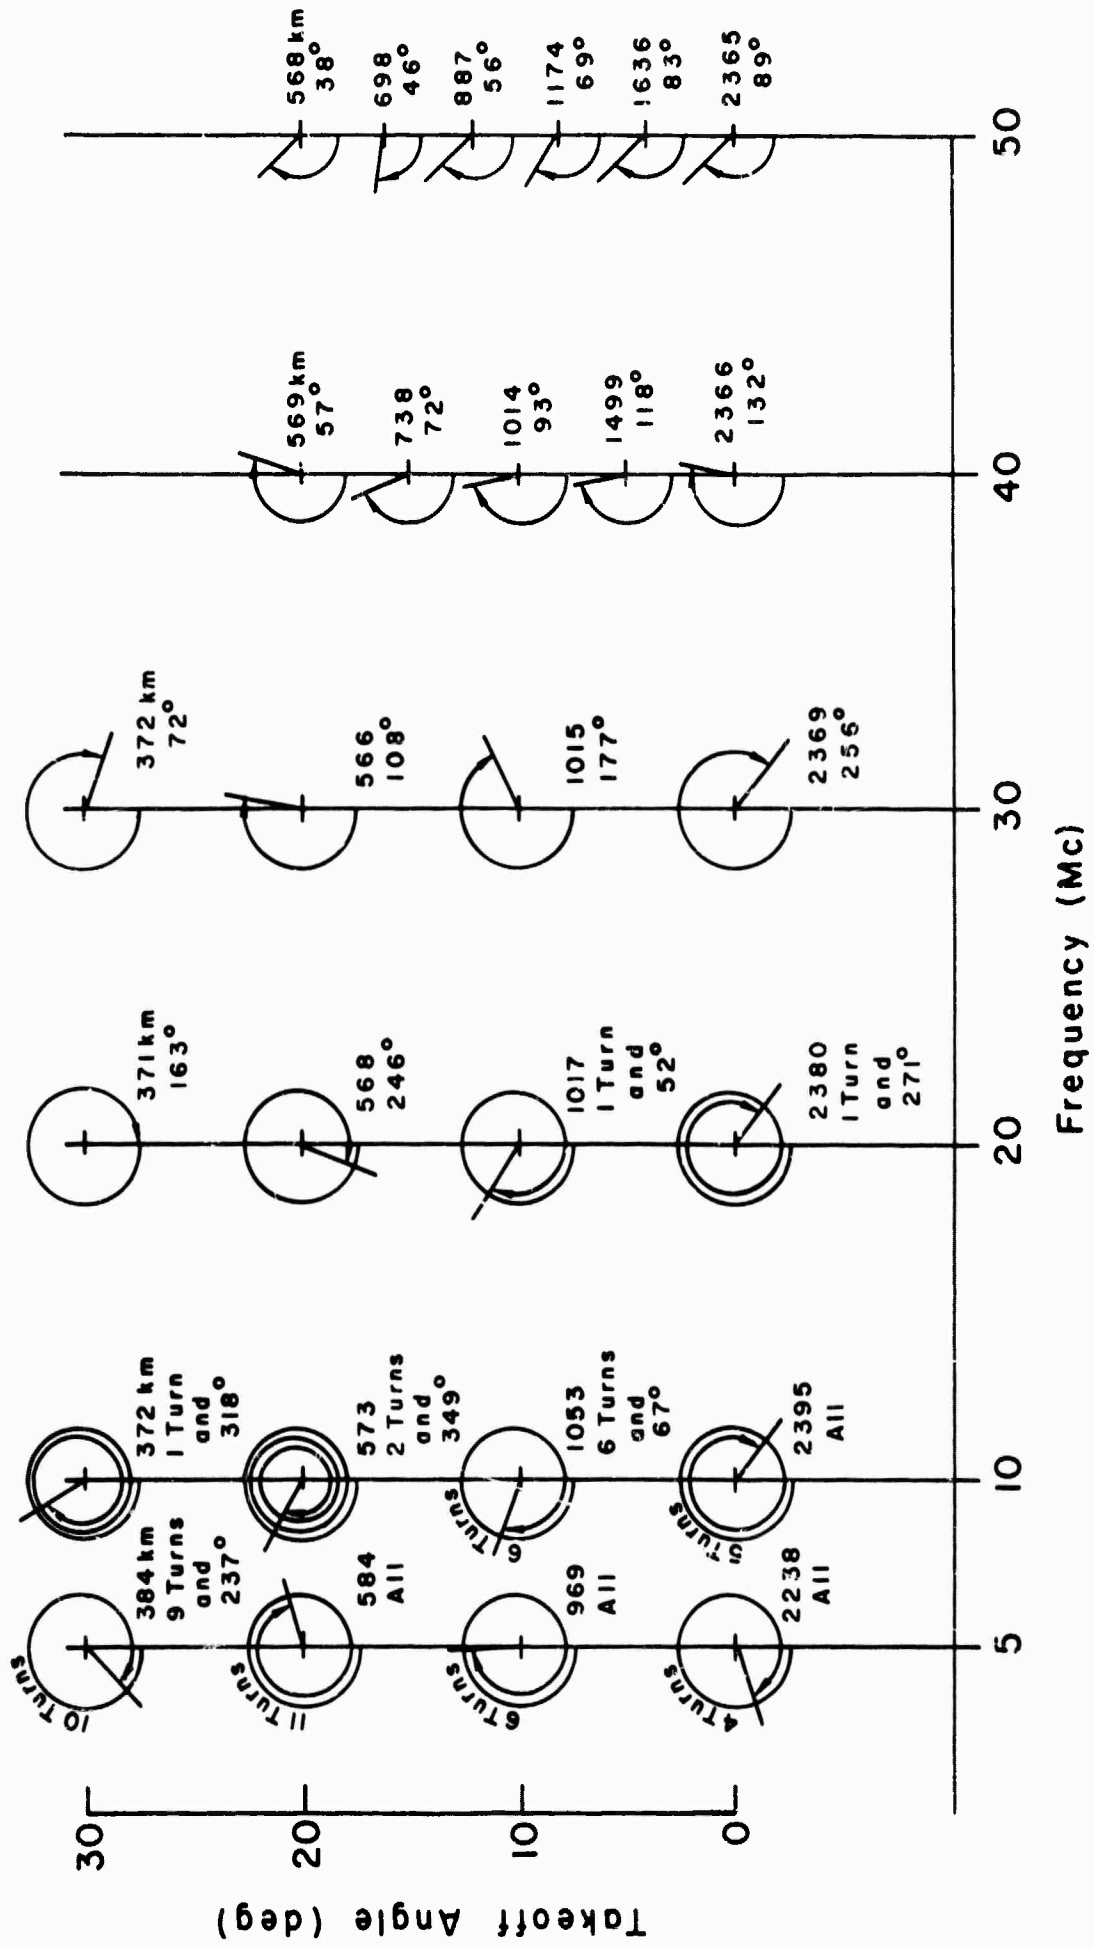 Takeoff Angle (deg)
30
20
10
0
10 Turns
384 km
9 Turns
and
237°
372 km
1 Turn
and
318°
371 km
163°
372 km
72°
11 Turns
584
All
573
2 Turns
and
349°
568
246°
566
108°
569 km
57°
568 km
38°
738
72°
698
46°
887
56°
6 Turns
969
All
6 Turns
1053
6 Turns
and
67°
1017
1 Turn
and
52°
1015
177°
1014
93°
1174
69°
1499
118°
1636
83°
4 Turns
2238
All
Turns
2395
All
2380
1 Turn
and
271°
2369
256°
2366
132°
2365
89°
5
10
20
30
40
50
Frequency (Mc)